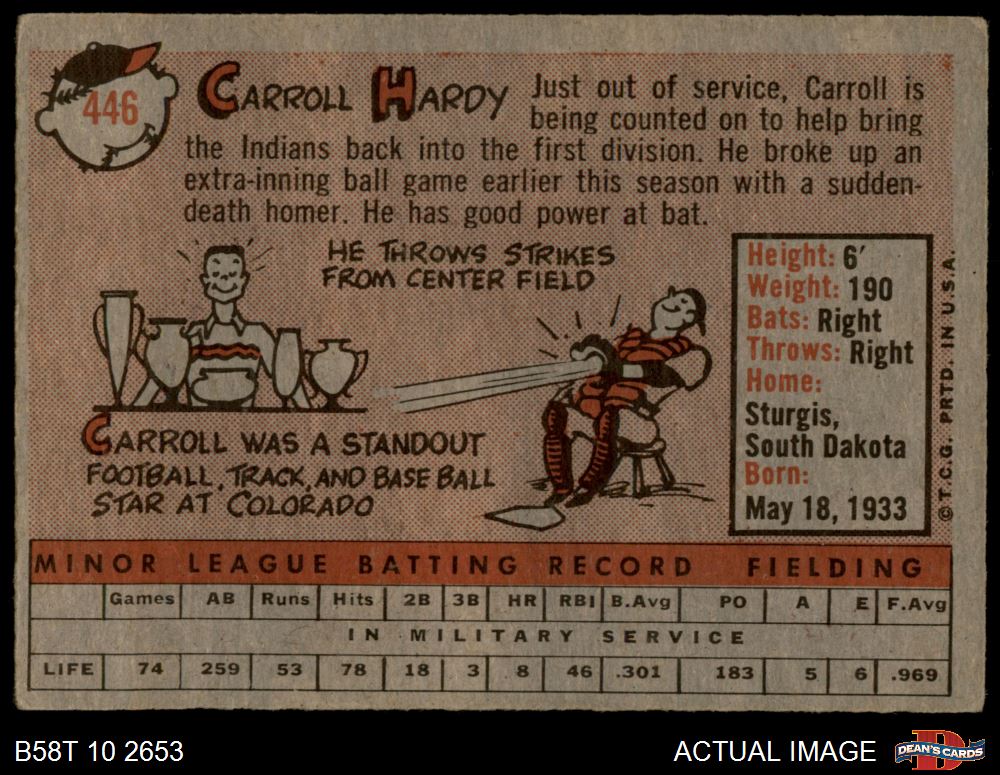 446
CARROLL HARDY
Just out of service, Carroll is
being counted on to help bring
the Indians back into the first division. He broke up an
extra-inning ball game earlier this season with a sudden-
death homer. He has good power at bat.
HE THROWS STRIKES
FROM CENTER FIELD
CARROLL WAS A STANDOUT
FOOTBALL, TRACK, AND BASEBALL
STAR AT COLORADO
Height: 6'
Weight: 190
Bats: Right
Throws: Right
Home:
Sturgis,
South Dakota
Born:
May 18, 1933
©T.C.G. PRTD. IN U.S.A.
MINOR LEAGUE BATTING RECORD FIELDING
Games AB Runs Hits 2B 3B HR RBI B.Avg PO A E F.Avg
IN MILITARY SERVICE
LIFE 74 259 53 78 18 3 8 46 .301 183 5 6 .969
B58T 10 2653
ACTUAL IMAGE
D
DEAN'S CARDS